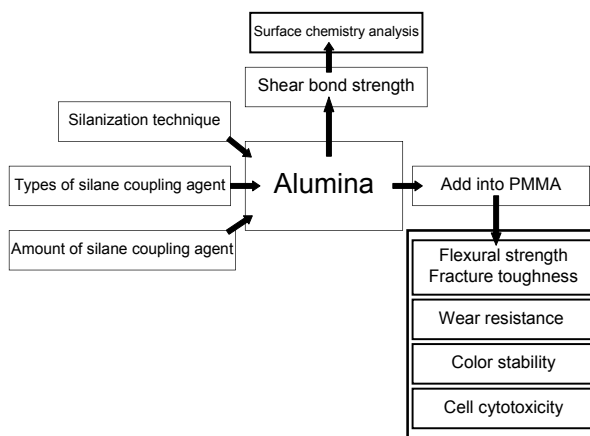 Surface chemistry analysis
Shear bond strength
Silanization technique
Types of silane coupling agent
Alumina
Add into PMMA
Amount of silane coupling agent
Flexural strength
Fracture toughness
Wear resistance
Color stability
Cell cytotoxicity